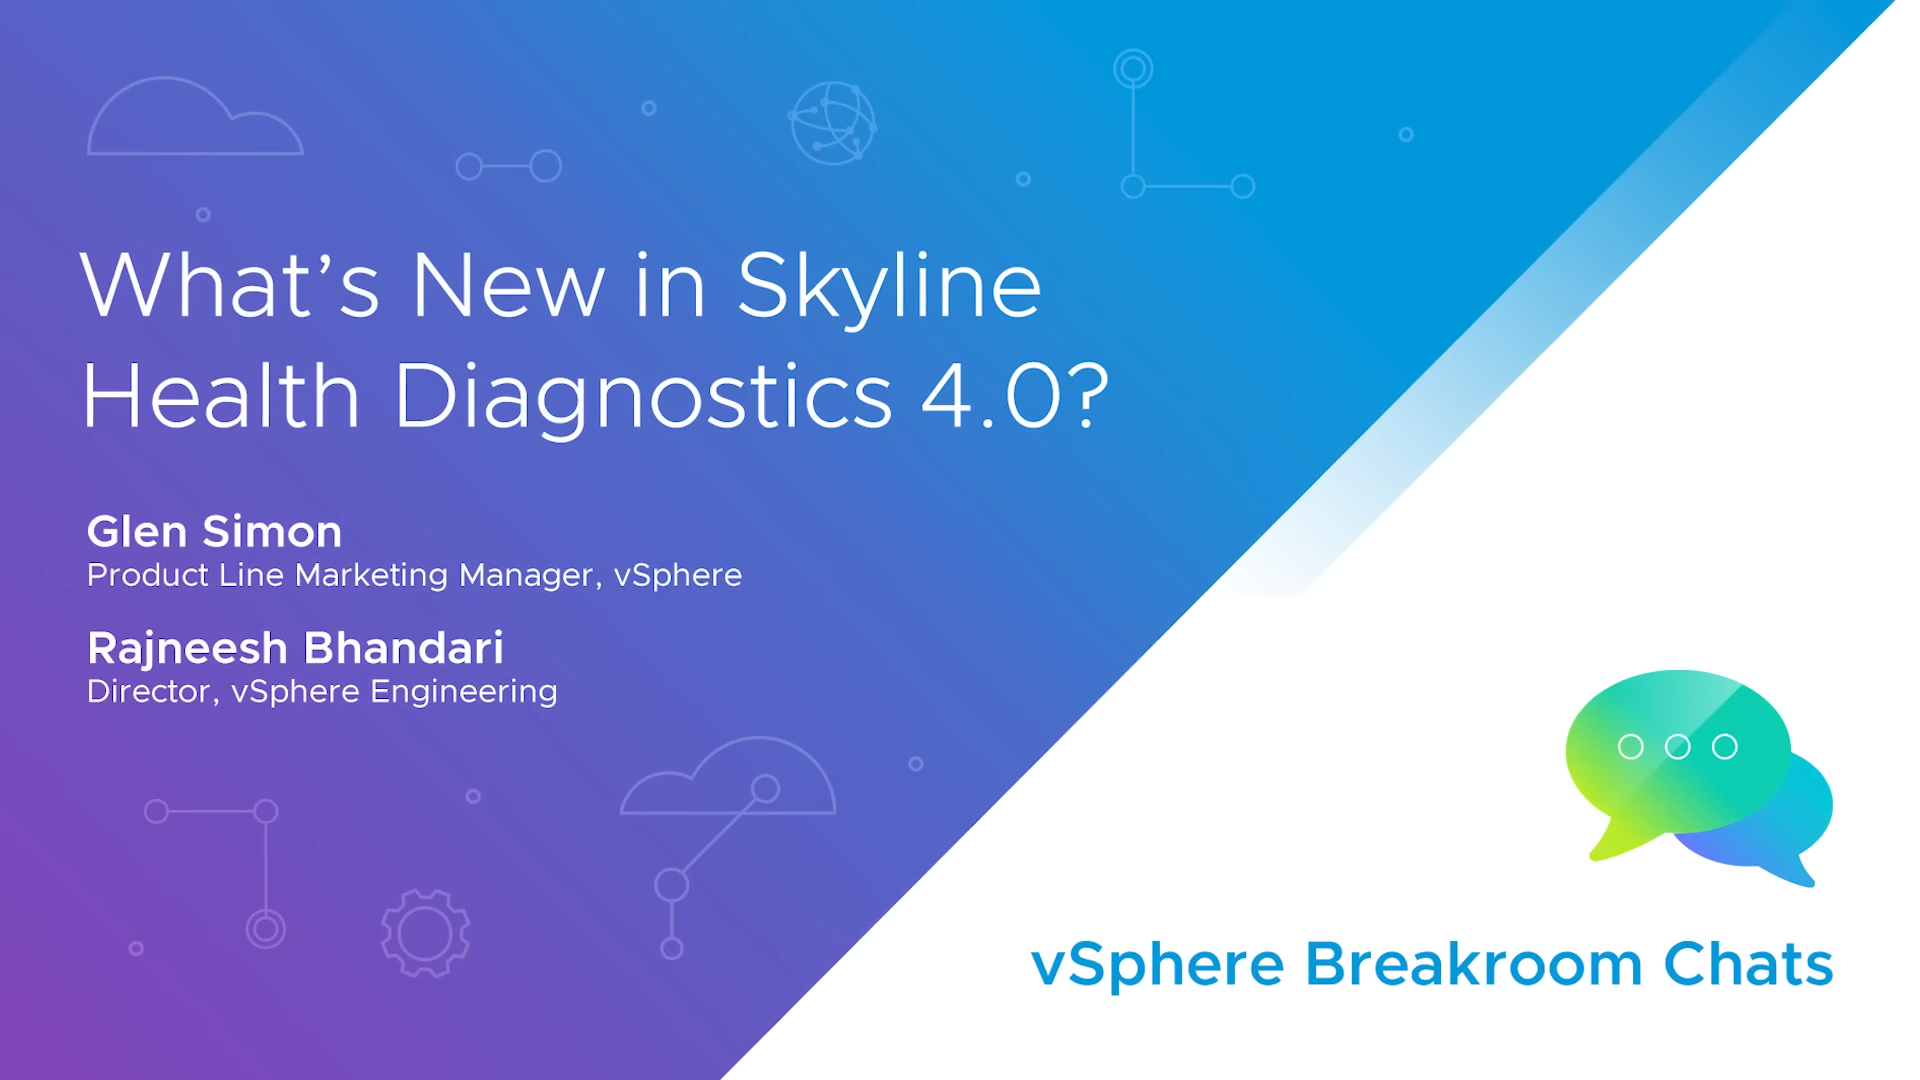 What’s New in Skyline
Health Diagnostics 4.0?
Glen Simon
Product Line Marketing Manager, vSphere
Rajneesh Bhandari
Director, vSphere Engineering
vSphere Breakroom Chats